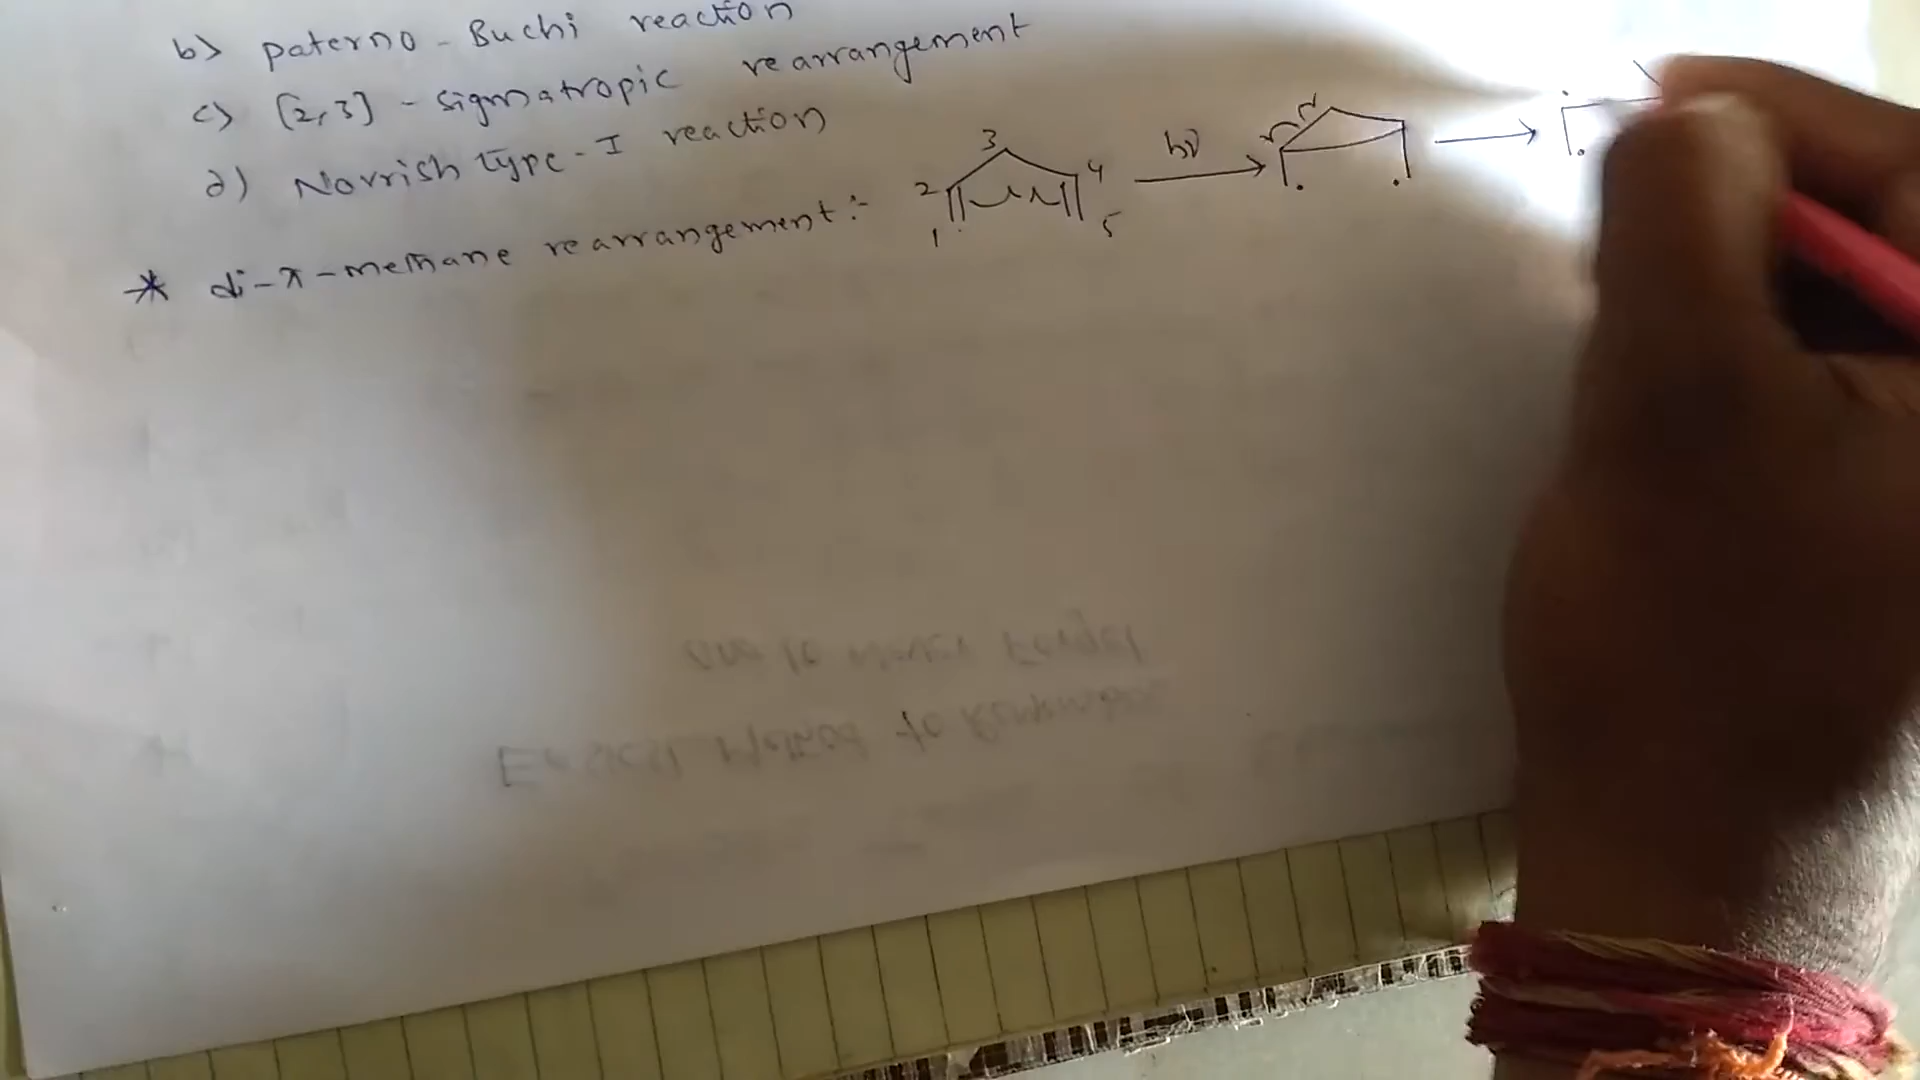 b) paterno - Buchi reaction
c) [2,3] - sigmatropic rearrangement
d) Norrish type - I reaction
* di-π-methane rearrangement :-
1 2 3 4 5
hν